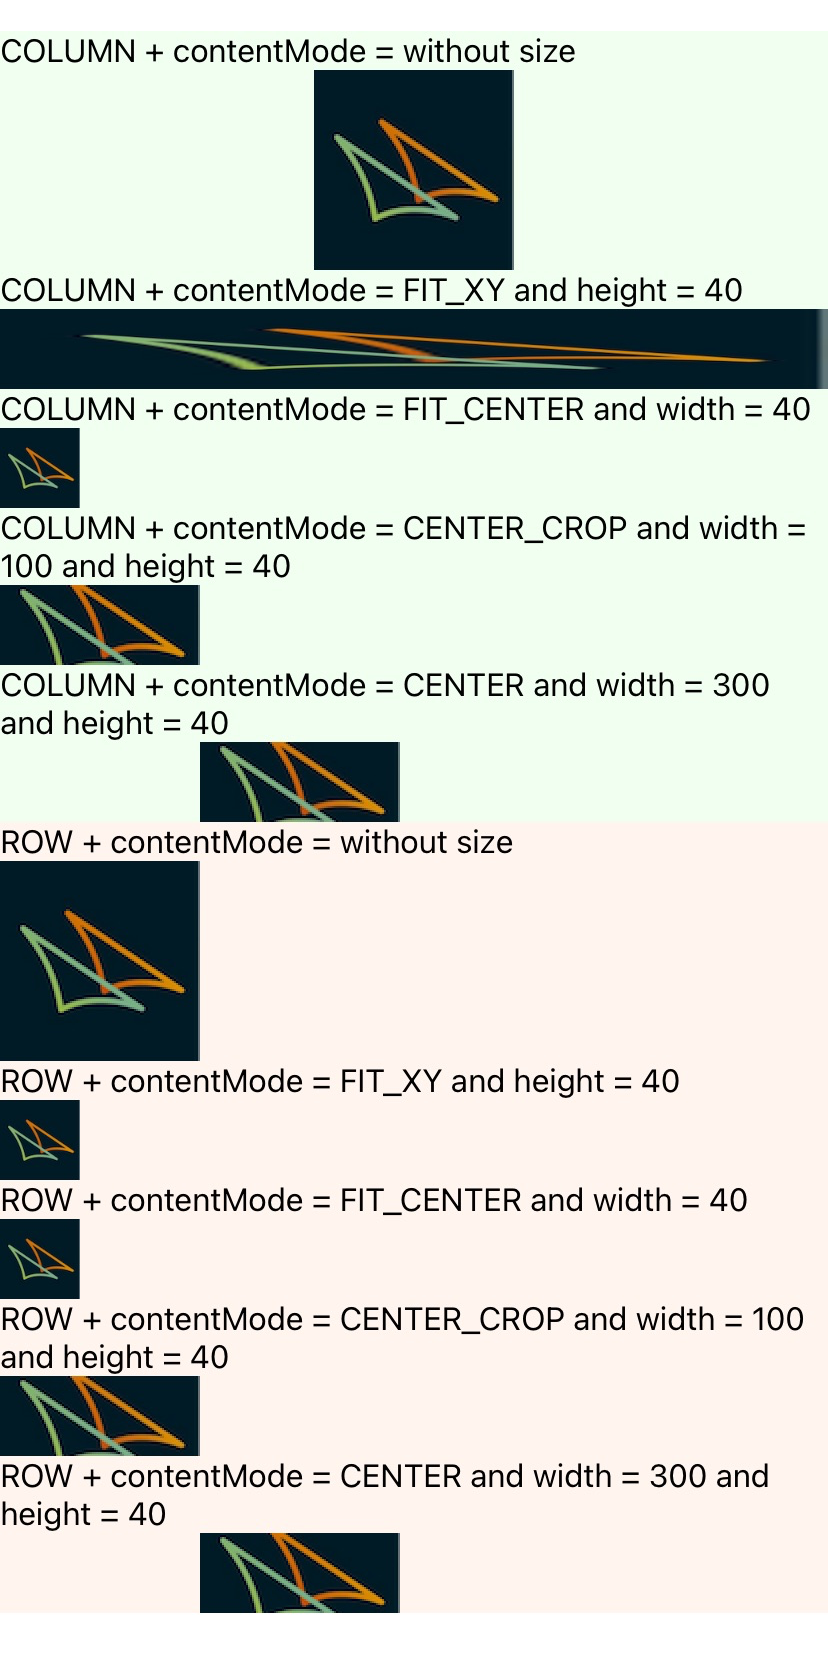 COLUMN + contentMode = without size
COLUMN + contentMode = FIT_XY and height = 40
COLUMN + contentMode = FIT_CENTER and width = 40
COLUMN + contentMode = CENTER_CROP and width =
100 and height = 40
COLUMN + contentMode = CENTER and width = 300
and height = 40
ROW + contentMode = without size
ROW + contentMode = FIT_XY and height = 40
ROW + contentMode = FIT_CENTER and width = 40
ROW + contentMode = CENTER_CROP and width = 100
and height = 40
ROW + contentMode = CENTER and width = 300 and
height = 40